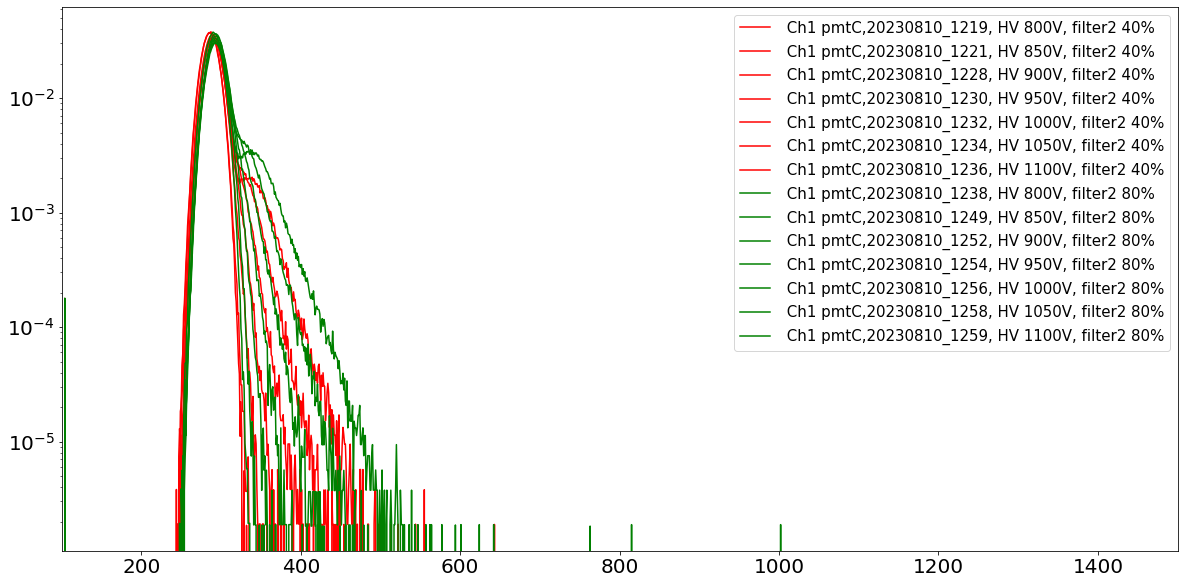 Ch1 pmtC,20230810_1219, HV 800V, filter2 40%
Ch1 pmtC,20230810_1221, HV 850V, filter2 40%
Ch1 pmtC,20230810_1228, HV 900V, filter2 40%
Ch1 pmtC,20230810_1230, HV 950V, filter2 40%
Ch1 pmtC,20230810_1232, HV 1000V, filter2 40%
Ch1 pmtC,20230810_1234, HV 1050V, filter2 40%
Ch1 pmtC,20230810_1236, HV 1100V, filter2 40%
Ch1 pmtC,20230810_1238, HV 800V, filter2 80%
Ch1 pmtC,20230810_1249, HV 850V, filter2 80%
Ch1 pmtC,20230810_1252, HV 900V, filter2 80%
Ch1 pmtC,20230810_1254, HV 950V, filter2 80%
Ch1 pmtC,20230810_1256, HV 1000V, filter2 80%
Ch1 pmtC,20230810_1258, HV 1050V, filter2 80%
Ch1 pmtC,20230810_1259, HV 1100V, filter2 80%
10⁻²
10⁻³
10⁻⁴
10⁻⁵
200 400 600 800 1000 1200 1400